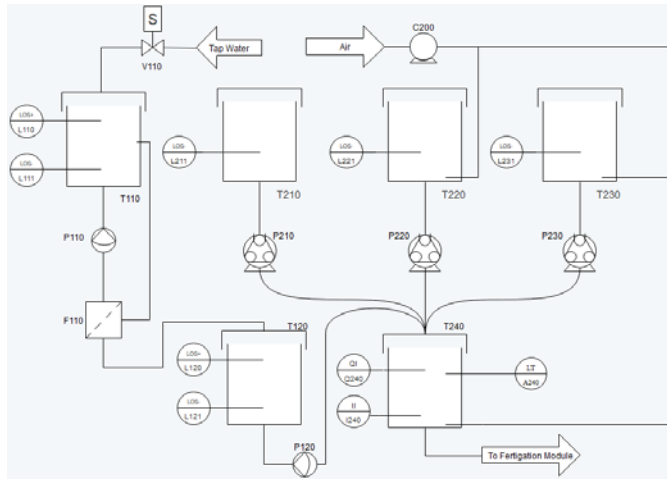 S
C200
Tap Water
Air
V110
LOS+
L110
LOS-
L111
T110
LOS-
L211
T210
LOS-
L221
T220
LOS-
L231
T230
P110
P210
P220
P230
F110
T120
T240
LOS+
L120
LOS-
L121
QI
Q240
LT
A240
II
I240
P120
To Fertigation Module